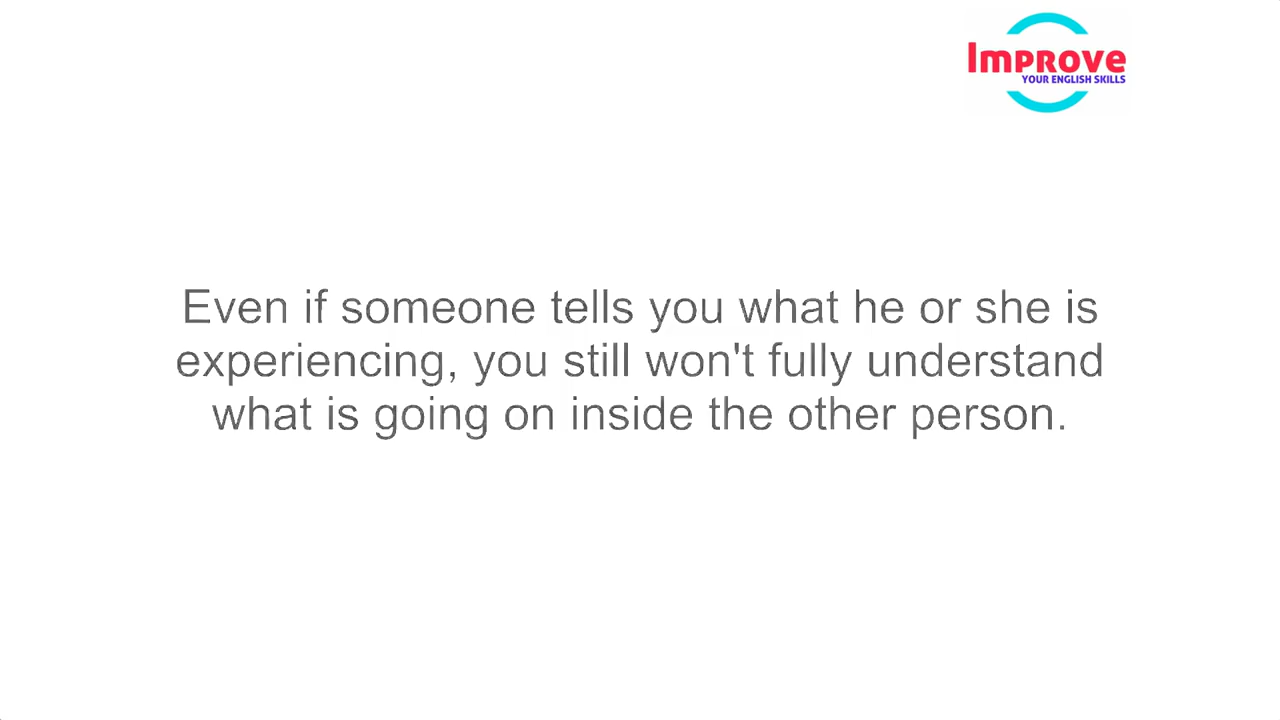 Improve
YOUR ENGLISH SKILLS
Even if someone tells you what he or she is
experiencing, you still won't fully understand
what is going on inside the other person.